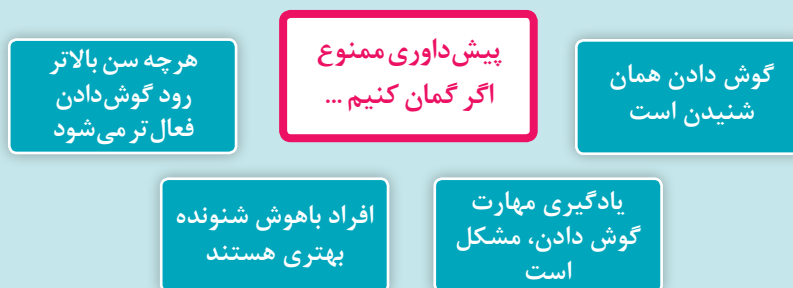 پیش‌داوری ممنوع
اگر گمان کنیم ...
گوش دادن همان
شنیدن است
هرچه سن بالاتر
رود گوش‌دادن
فعال‌تر می‌شود
یادگیری مهارت
گوش دادن، مشکل
است
افراد باهوش شنونده
بهتری هستند